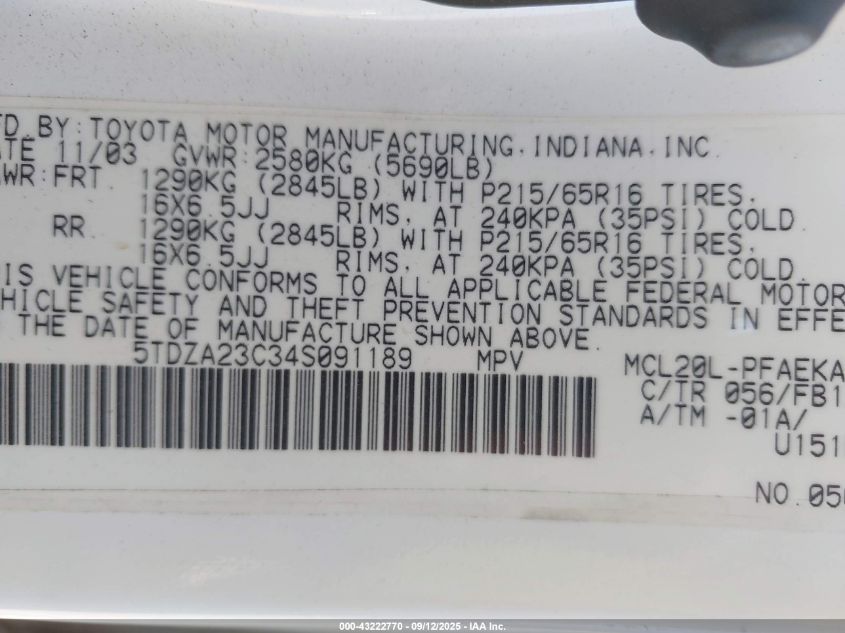 FD BY: TOYOTA MOTOR MANUFACTURING, INDIANA, INC.
ATE 11/03 GVWR: 2580KG (5690LB)
WR: FRT. 1290KG (2845LB) WITH P215/65R16 TIRES,
16X6.5JJ RIMS, AT 240KPA (35PSI) COLD.
RR. 1290KG (2845LB) WITH P215/65R16 TIRES,
16X6.5JJ RIMS, AT 240KPA (35PSI) COLD.
IS VEHICLE CONFORMS TO ALL APPLICABLE FEDERAL MOTOR
EHICLE SAFETY AND THEFT PREVENTION STANDARDS IN EFFE
THE DATE OF MANUFACTURE SHOWN ABOVE.
5TDZA23C34S091189 MPV MCL20L-PFAEKA
C/TR 056/FB1
A/TM -01A/
U151
NO. 056
000-43222770 - 09/12/2025 - IAA Inc.